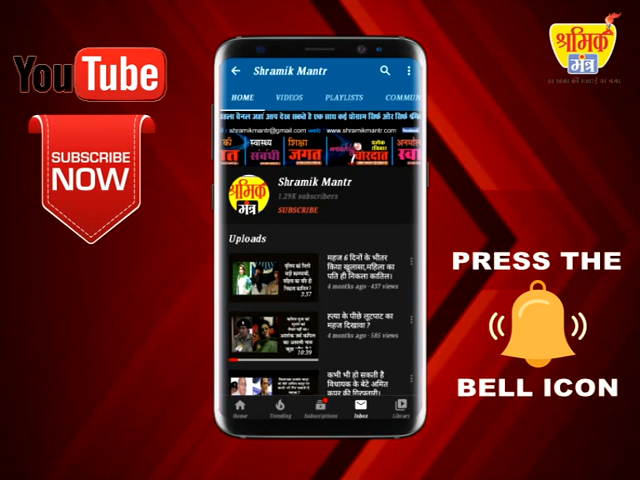 YouTube
SUBSCRIBE
NOW
श्रमिक
मंत्र
Shramik Mantr
HOME VIDEOS PLAYLISTS COMMUN
shramikmantr@gmail.com web www.shramikmantr.com
स्वास्थ्य
संबंधी
शिक्षा
जगत
वारदात
श्रमिक
मंत्र
Shramik Mantr
1.29K subscribers
SUBSCRIBE
Uploads
महज 6 दिनों के भीतर
किया खुलासा,महिला का
पति ही निकला कातिल।
4 months ago · 437 views
3:37
हत्या के पीछे लूटपाट का
महज दिखावा ?
4 months ago · 585 views
10:39
कभी भी हो सकती है
विधायक के बेटे अमित
कपूर की गिरफ्तारी।
Home Trending Subscriptions Inbox Library
PRESS THE
BELL ICON